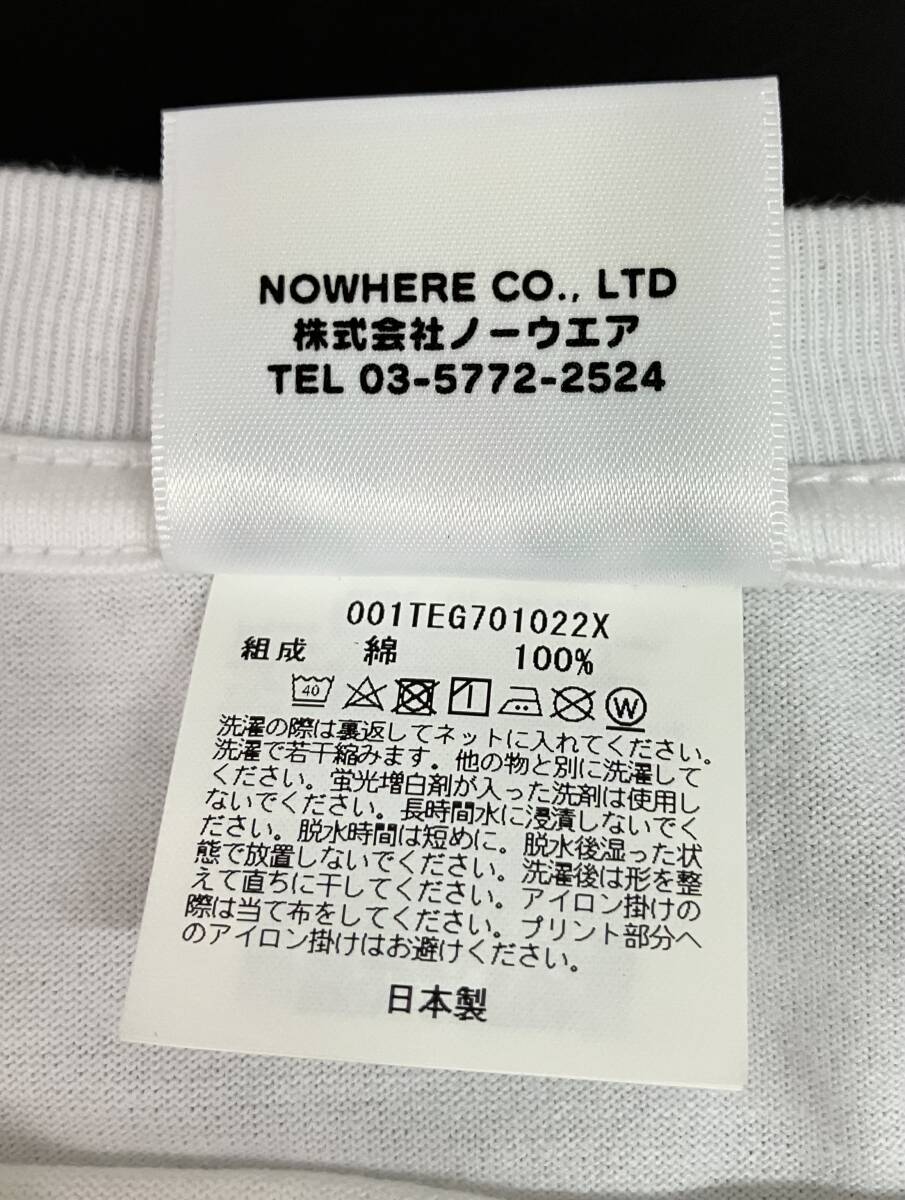 NOWHERE CO., LTD
株式会社ノーウエア
TEL 03-5772-2524
001TEG701022X
組成 綿 100%
40 W
洗濯の際は裏返してネットに入れてください。
洗濯で若干縮みます。他の物と別に洗濯して
ください。蛍光増白剤が入った洗剤は使用し
ないでください。長時間水に浸漬しないでく
ださい。脱水時間は短めに。脱水後湿った状
態で放置しないでください。洗濯後は形を整
えて直ちに干してください。アイロン掛けの
際は当て布をしてください。プリント部分へ
のアイロン掛けはお避けください。
日本製